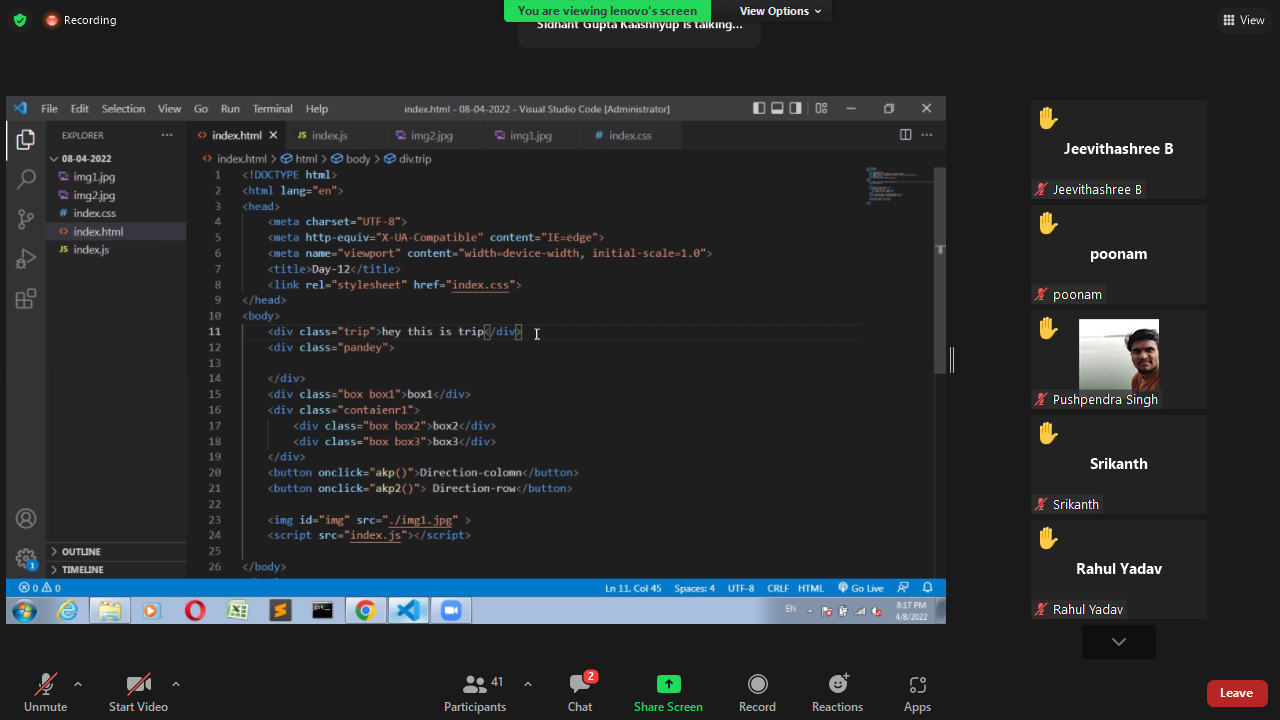 Recording
You are viewing lenovo's screen
View Options
View
Sidhant Gupta Kaashnyup is talking...
File Edit Selection View Go Run Terminal Help
index.html - 08-04-2022 - Visual Studio Code [Administrator]
EXPLORER
08-04-2022
img1.jpg
img2.jpg
index.css
index.html
index.js
OUTLINE
TIMELINE
index.html index.js img2.jpg img1.jpg index.css
index.html > html > body > div.trip
1 <!DOCTYPE html>
2 <html lang="en">
3 <head>
4 <meta charset="UTF-8">
5 <meta http-equiv="X-UA-Compatible" content="IE=edge">
6 <meta name="viewport" content="width=device-width, initial-scale=1.0">
7 <title>Day-12</title>
8 <link rel="stylesheet" href="index.css">
9 </head>
10 <body>
11 <div class="trip">hey this is trip</div>
12 <div class="pandey">
13
14 </div>
15 <div class="box box1">box1</div>
16 <div class="contaienr1">
17 <div class="box box2">box2</div>
18 <div class="box box3">box3</div>
19 </div>
20 <button onclick="akp()">Direction-colomn</button>
21 <button onclick="akp2()"> Direction-row</button>
22
23 <img id="img" src="./img1.jpg" >
24 <script src="index.js"></script>
25
26 </body>
0 0
Ln 11, Col 45 Spaces: 4 UTF-8 CRLF HTML Go Live
EN
8:17 PM
4/8/2022
Jeevithashree B
Jeevithashree B
poonam
poonam
Pushpendra Singh
Srikanth
Srikanth
Rahul Yadav
Rahul Yadav
Unmute
Start Video
41
Participants
2
Chat
Share Screen
Record
Reactions
Apps
Leave